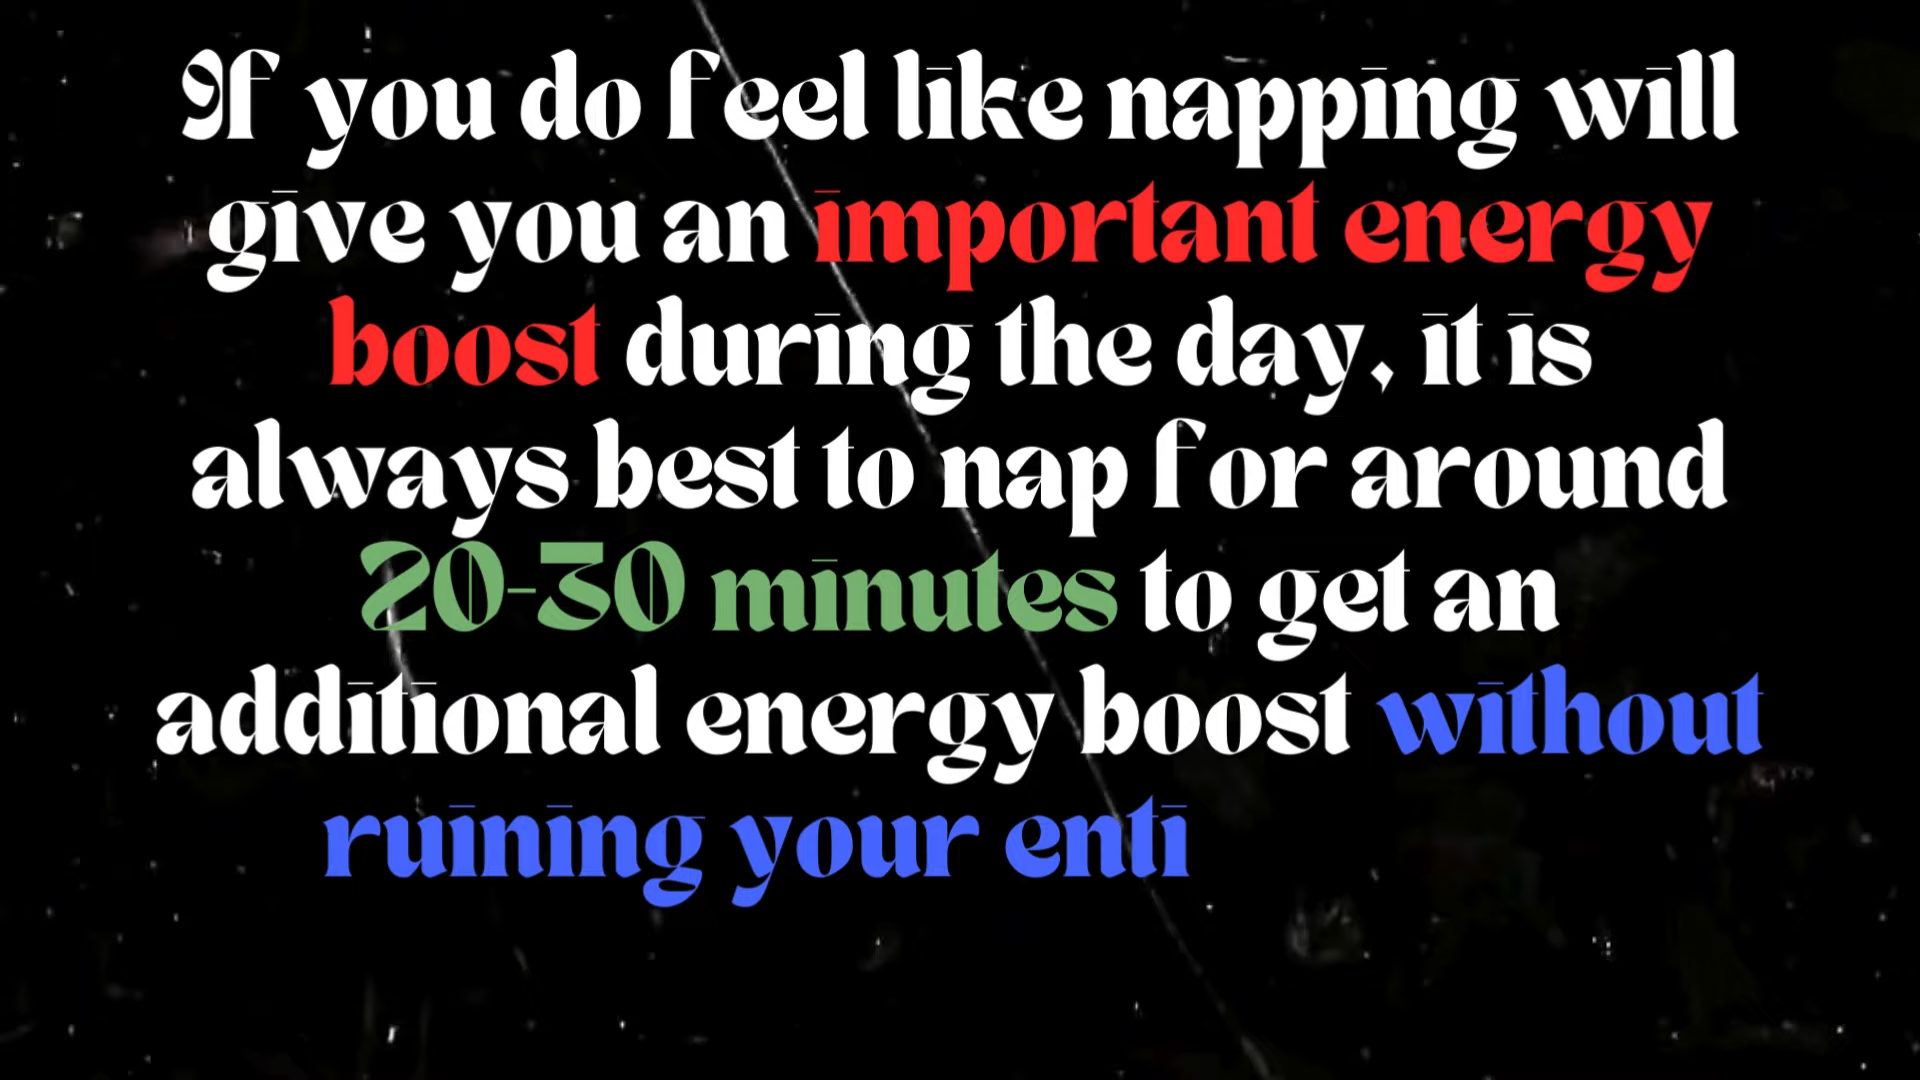 If you do feel like napping will
give you an important energy
boost during the day, it is
always best to nap for around
20-30 minutes to get an
additional energy boost without
ruining your enti